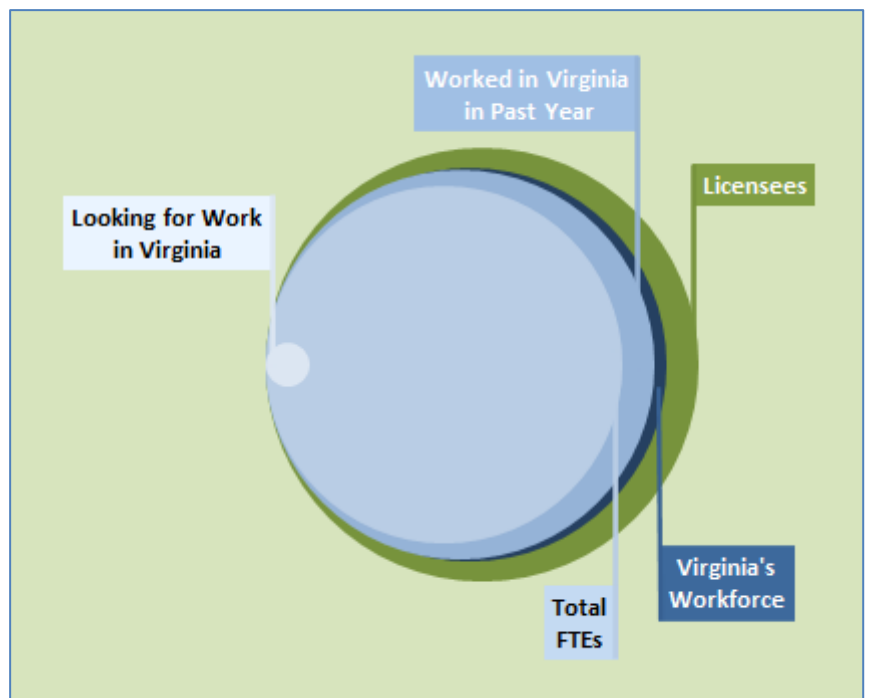 Worked in Virginia
in Past Year
Licensees
Looking for Work
in Virginia
Virginia's
Workforce
Total
FTEs